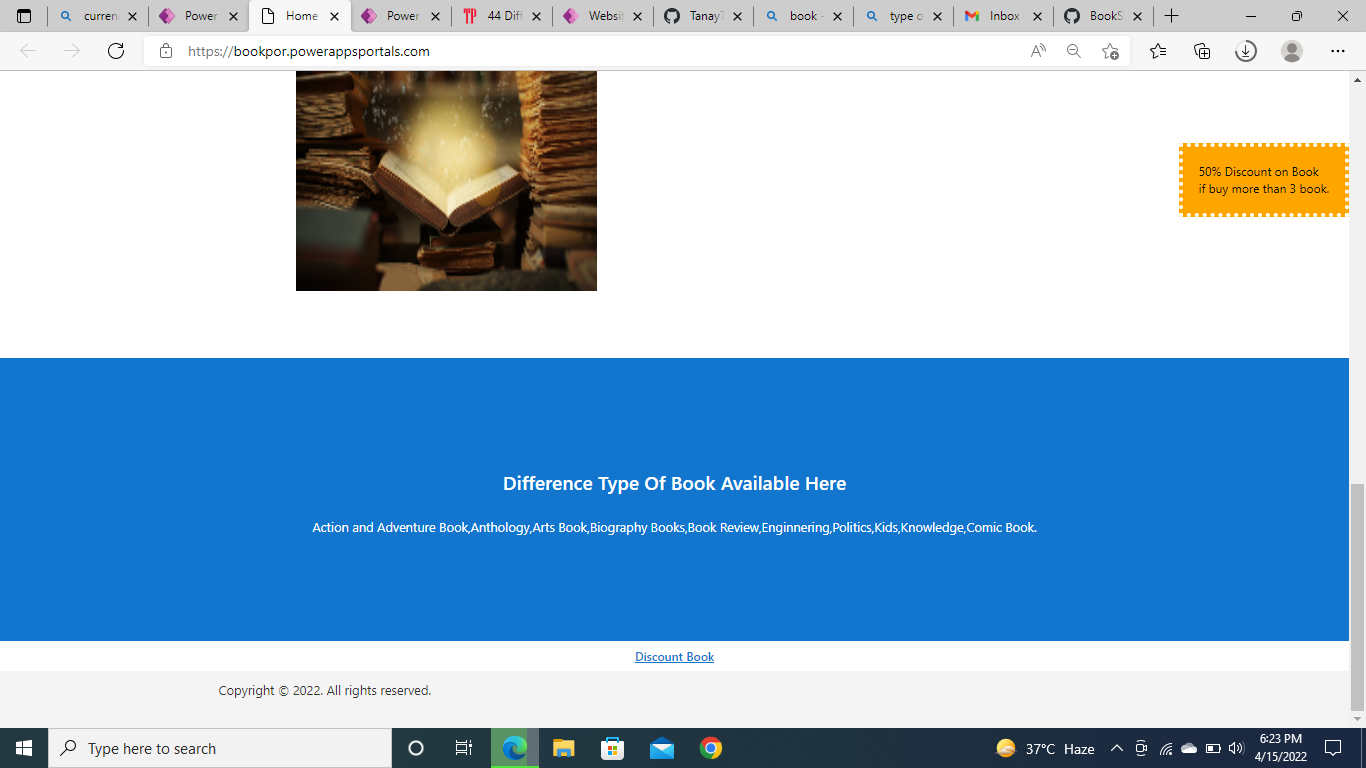 curren
Power
Home
Power
44 Diff
Websit
Tanay7
book -
type o
Inbox
BookS
https://bookpor.powerappsportals.com
50% Discount on Book
if buy more than 3 book.
Difference Type Of Book Available Here
Action and Adventure Book,Anthology,Arts Book,Biography Books,Book Review,Enginnering,Politics,Kids,Knowledge,Comic Book.
Discount Book
Copyright © 2022. All rights reserved.
Type here to search
37°C Haze
6:23 PM
4/15/2022